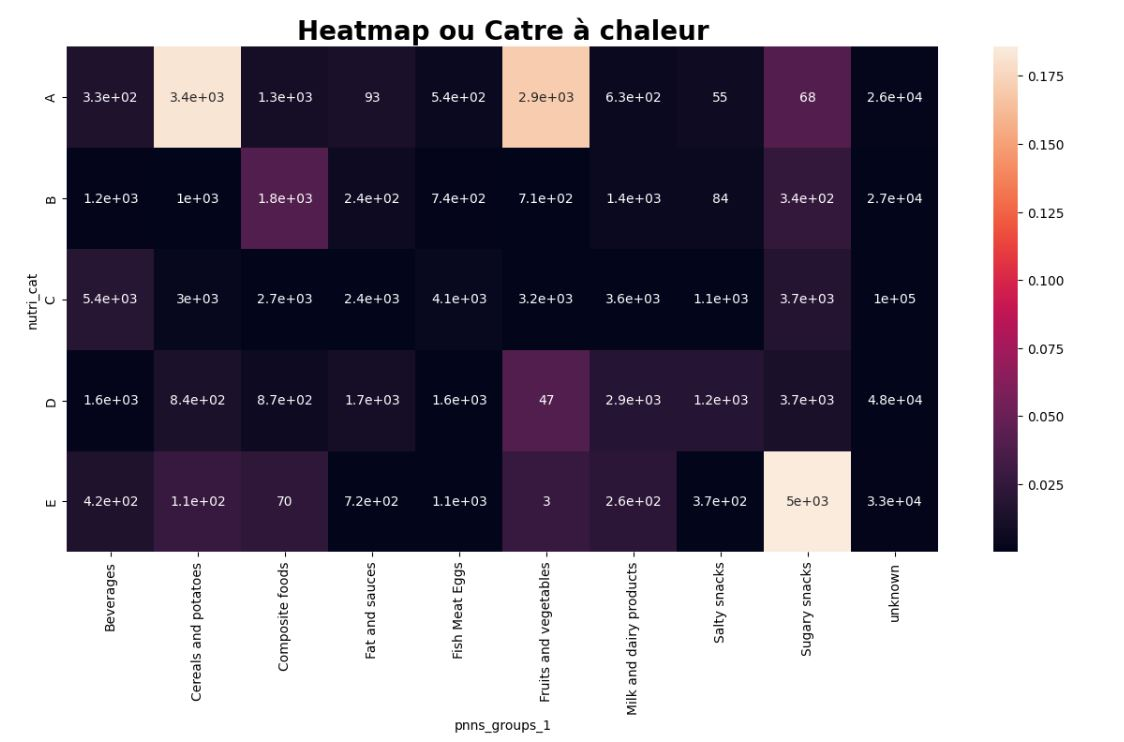 Heatmap ou Catre à chaleur
A 3.3e+02 3.4e+03 1.3e+03 93 5.4e+02 2.9e+03 6.3e+02 55 68 2.6e+04
B 1.2e+03 1e+03 1.8e+03 2.4e+02 7.4e+02 7.1e+02 1.4e+03 84 3.4e+02 2.7e+04
C 5.4e+03 3e+03 2.7e+03 2.4e+03 4.1e+03 3.2e+03 3.6e+03 1.1e+03 3.7e+03 1e+05
D 1.6e+03 8.4e+02 8.7e+02 1.7e+03 1.6e+03 47 2.9e+03 1.2e+03 3.7e+03 4.8e+04
E 4.2e+02 1.1e+02 70 7.2e+02 1.1e+03 3 2.6e+02 3.7e+02 5e+03 3.3e+04
nutri_cat
Beverages
Cereals and potatoes
Composite foods
Fat and sauces
Fish Meat Eggs
Fruits and vegetables
Milk and dairy products
Salty snacks
Sugary snacks
unknown
pnns_groups_1
0.175
0.150
0.125
0.100
0.075
0.050
0.025